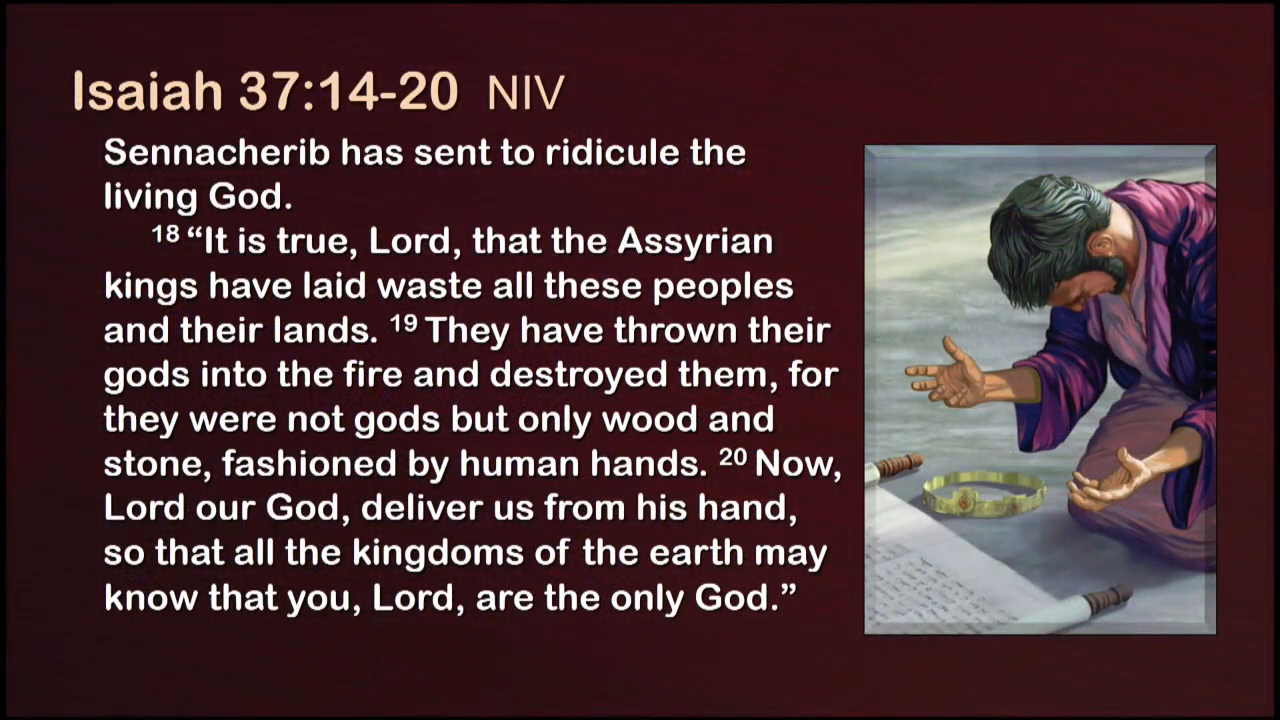 Isaiah 37:14-20 NIV
Sennacherib has sent to ridicule the
living God.
18 “It is true, Lord, that the Assyrian
kings have laid waste all these peoples
and their lands. 19 They have thrown their
gods into the fire and destroyed them, for
they were not gods but only wood and
stone, fashioned by human hands. 20 Now,
Lord our God, deliver us from his hand,
so that all the kingdoms of the earth may
know that you, Lord, are the only God.”